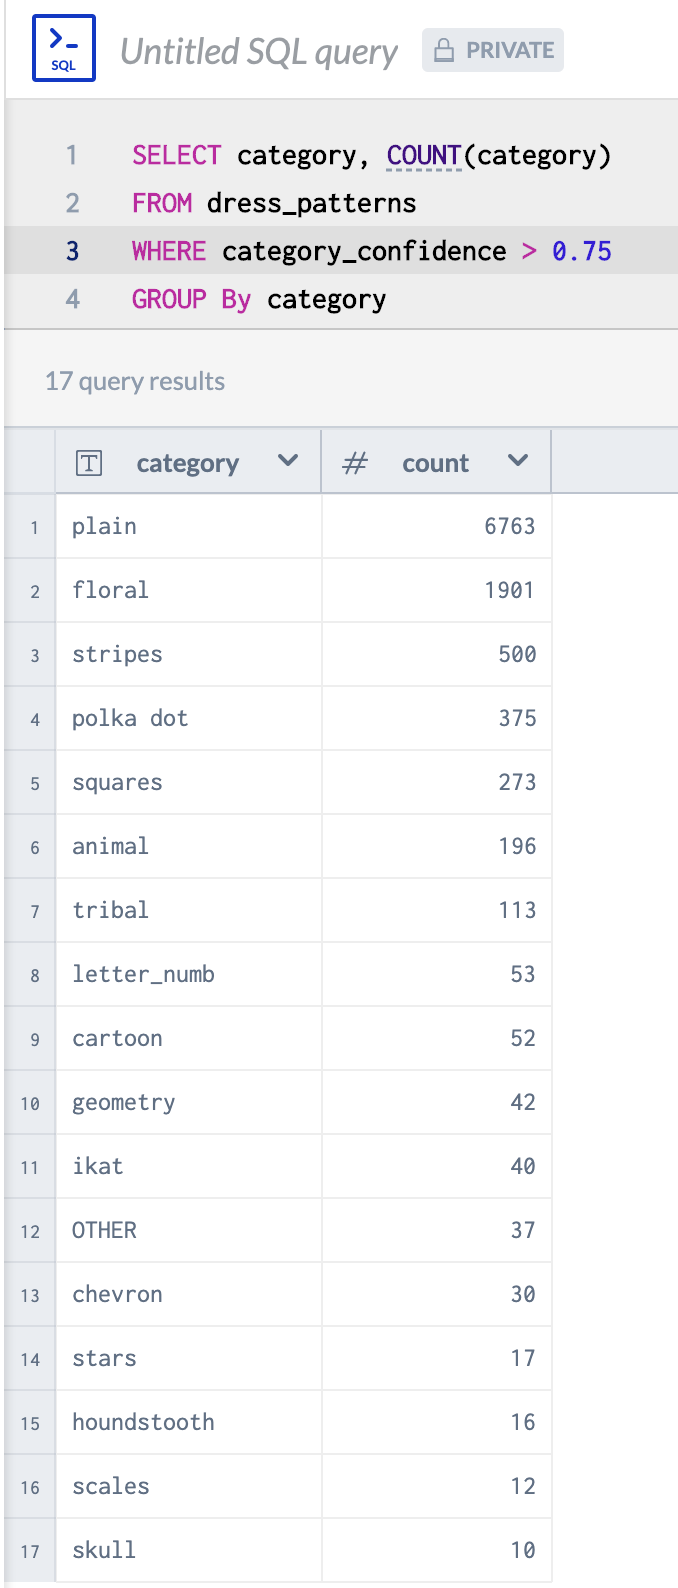 SQL
Untitled SQL query PRIVATE
1 SELECT category, COUNT(category)
2 FROM dress_patterns
3 WHERE category_confidence > 0.75
4 GROUP By category
17 query results
T category # count
1 plain 6763
2 floral 1901
3 stripes 500
4 polka dot 375
5 squares 273
6 animal 196
7 tribal 113
8 letter_numb 53
9 cartoon 52
10 geometry 42
11 ikat 40
12 OTHER 37
13 chevron 30
14 stars 17
15 houndstooth 16
16 scales 12
17 skull 10